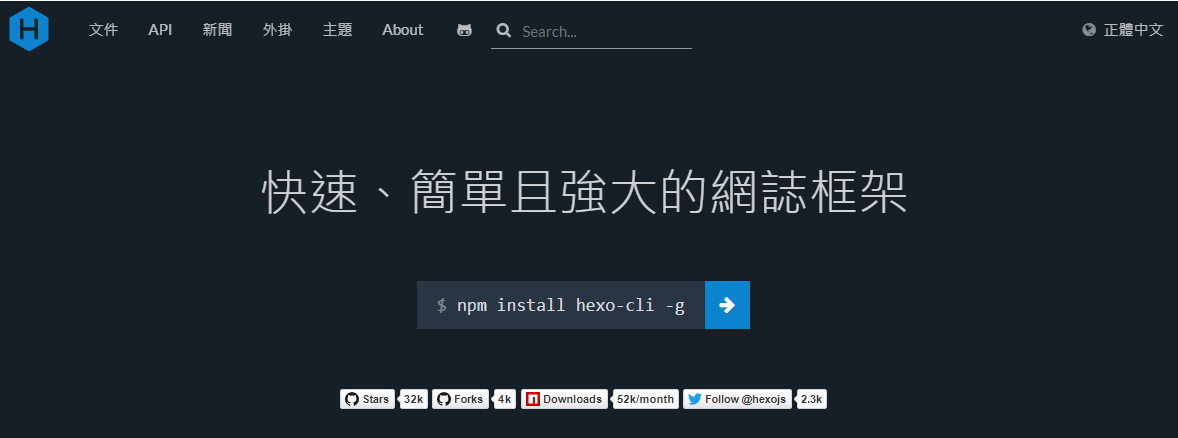 H 文件 API 新聞 外掛 主題 About Search... 正體中文
快速、簡單且強大的網誌框架
$ npm install hexo-cli -g
Stars 32k Forks 4k Downloads 52k/month Follow @hexojs 2.3k